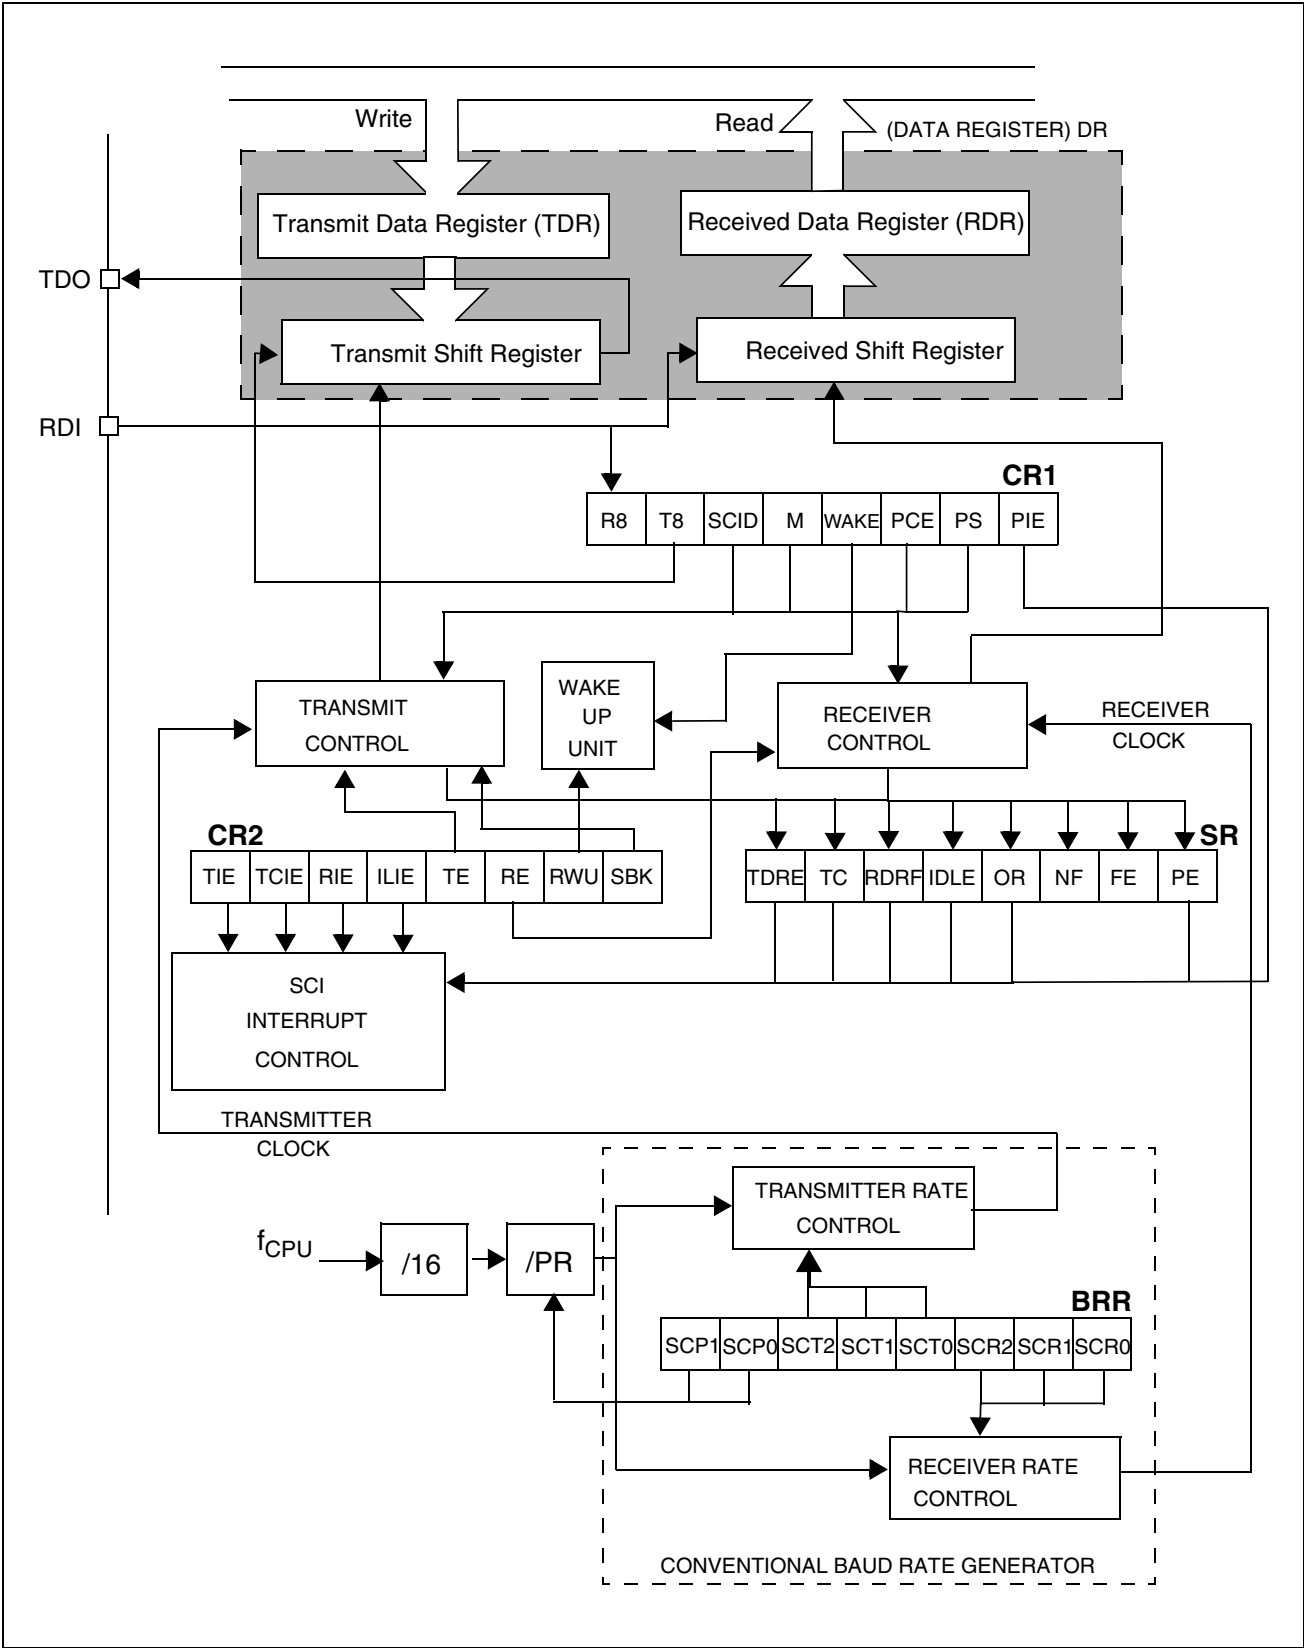 Write
Read
(DATA REGISTER) DR
Transmit Data Register (TDR)
Received Data Register (RDR)
TDO
Transmit Shift Register
Received Shift Register
RDI
CR1
R8 T8 SCID M WAKE PCE PS PIE
TRANSMIT
CONTROL
WAKE
UP
UNIT
RECEIVER
CONTROL
RECEIVER
CLOCK
CR2
TIE TCIE RIE ILIE TE RE RWU SBK
SR
TDRE TC RDRF IDLE OR NF FE PE
SCI
INTERRUPT
CONTROL
TRANSMITTER
CLOCK
TRANSMITTER RATE
CONTROL
fCPU
/16
/PR
BRR
SCP1 SCP0 SCT2 SCT1 SCT0 SCR2 SCR1 SCR0
RECEIVER RATE
CONTROL
CONVENTIONAL BAUD RATE GENERATOR